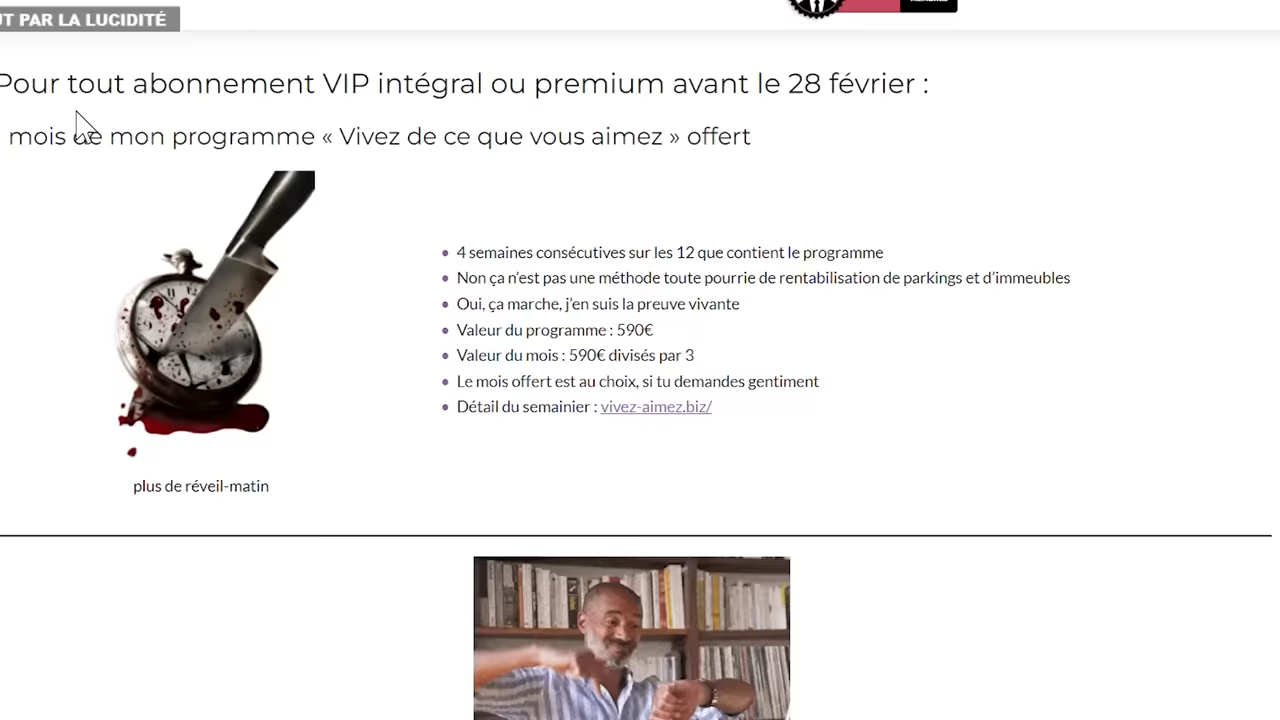 UT PAR LA LUCIDITÉ
Pour tout abonnement VIP intégral ou premium avant le 28 février :
mois de mon programme « Vivez de ce que vous aimez » offert
4 semaines consécutives sur les 12 que contient le programme
Non ça n'est pas une méthode toute pourrie de rentabilisation de parkings et d'immeubles
Oui, ça marche, j'en suis la preuve vivante
Valeur du programme : 590€
Valeur du mois : 590€ divisés par 3
Le mois offert est au choix, si tu demandes gentiment
Détail du semainier : vivez-aimez.biz/
plus de réveil-matin